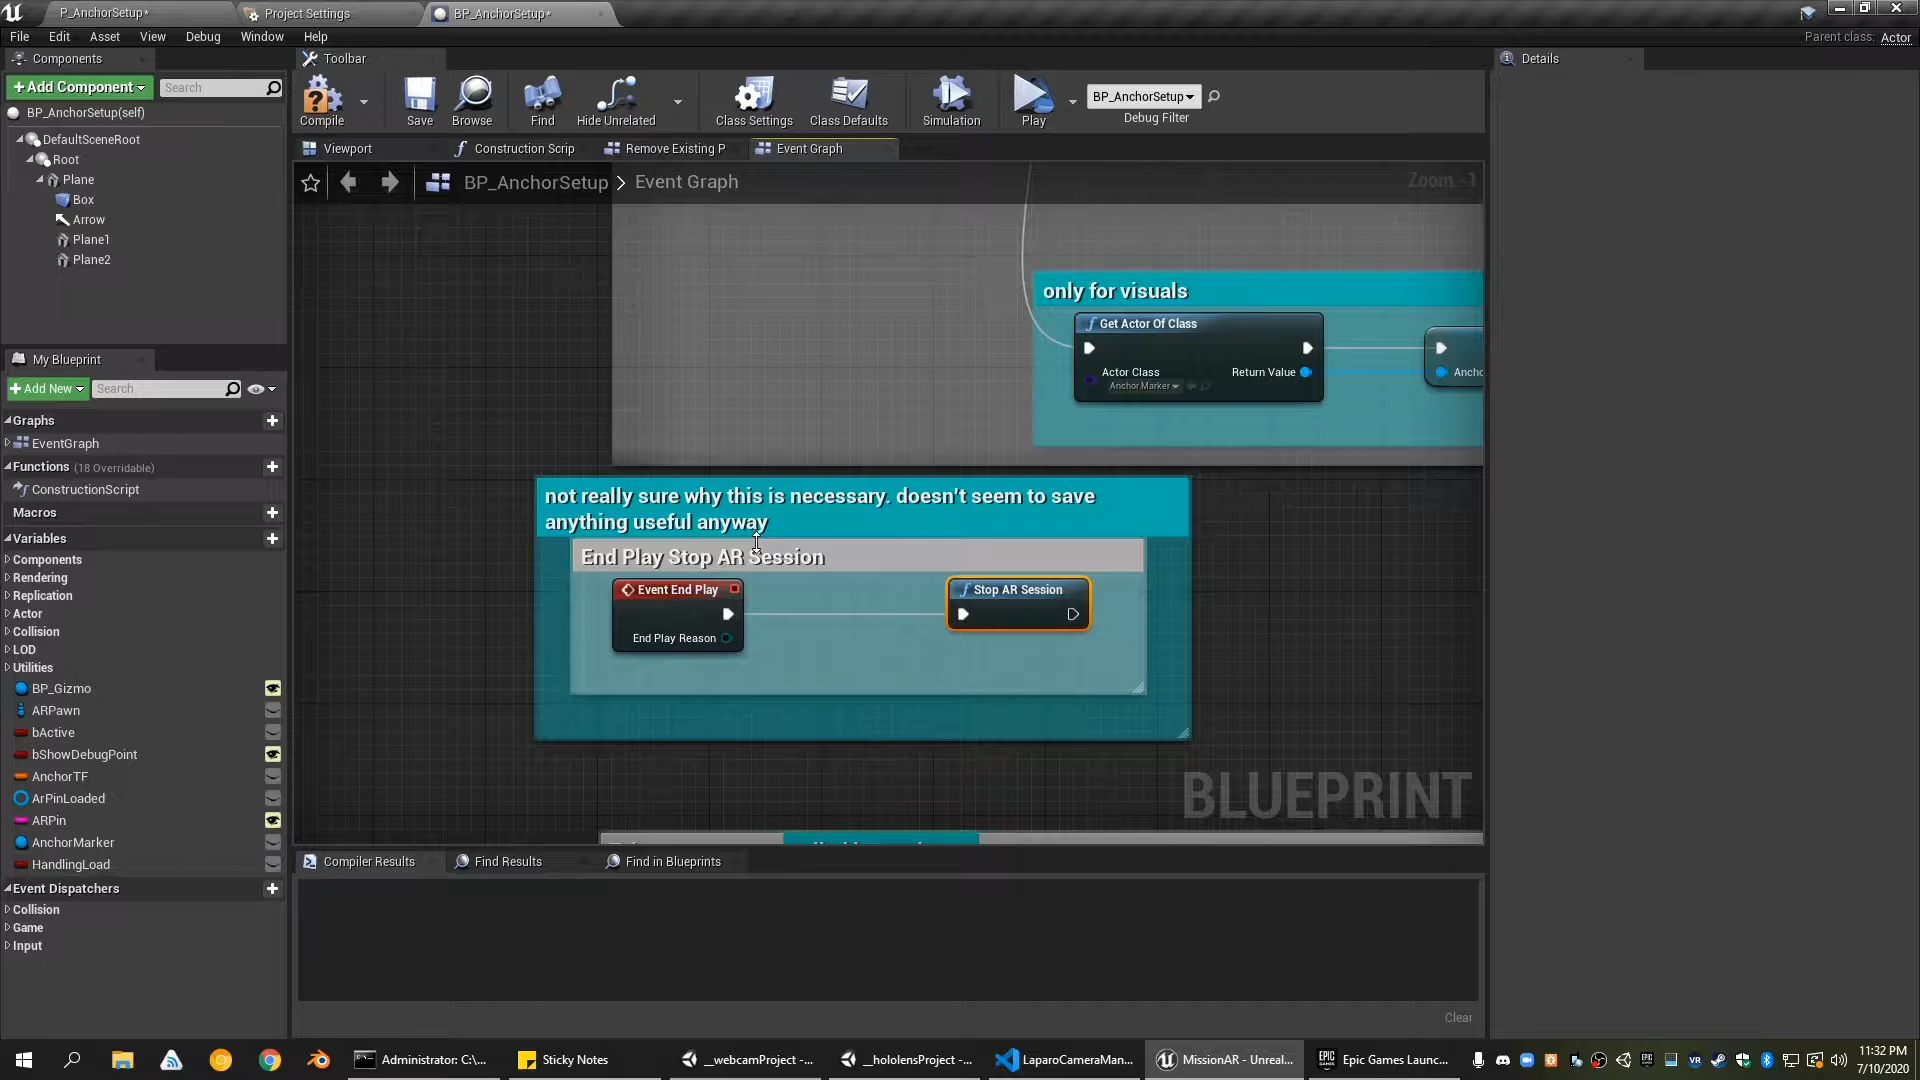 P_AnchorSetup*
Project Settings
BP_AnchorSetup*
File Edit Asset View Debug Window Help
Parent class: Actor
Components
Toolbar
Details
+Add Component
Search
BP_AnchorSetup(self)
DefaultSceneRoot
Root
Plane
Box
Arrow
Plane1
Plane2
Compile
Save
Browse
Find
Hide Unrelated
Class Settings
Class Defaults
Simulation
Play
BP_AnchorSetup
Debug Filter
Viewport
Construction Scrip
Remove Existing P
Event Graph
BP_AnchorSetup > Event Graph
Zoom -1
only for visuals
Get Actor Of Class
Actor Class
Anchor Marker
Return Value
Ancho
not really sure why this is necessary. doesn't seem to save
anything useful anyway
End Play Stop AR Session
Event End Play
End Play Reason
Stop AR Session
BLUEPRINT
My Blueprint
+Add New
Search
Graphs
EventGraph
Functions (18 Overridable)
ConstructionScript
Macros
Variables
Components
Rendering
Replication
Actor
Collision
LOD
Utilities
BP_Gizmo
ARPawn
bActive
bShowDebugPoint
AnchorTF
ArPinLoaded
ARPin
AnchorMarker
HandlingLoad
Event Dispatchers
Collision
Game
Input
Compiler Results
Find Results
Find in Blueprints
Clear
Administrator: C:\...
Sticky Notes
__webcamProject -...
__hololensProject -...
LaparoCameraMan...
MissionAR - Unreal...
Epic Games Launc...
11:32 PM
7/10/2020